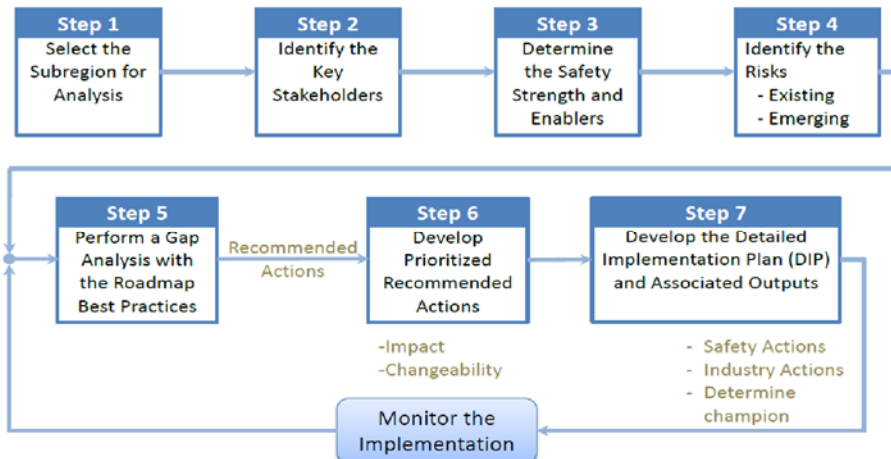 Step 1
Select the
Subregion for
Analysis
Step 2
Identify the
Key
Stakeholders
Step 3
Determine
the Safety
Strength and
Enablers
Step 4
Identify the
Risks
- Existing
- Emerging
Step 5
Perform a Gap
Analysis with
the Roadmap
Best Practices
Recommended
Actions
Step 6
Develop
Prioritized
Recommended
Actions
-Impact
-Changeability
Step 7
Develop the Detailed
Implementation Plan (DIP)
and Associated Outputs
- Safety Actions
- Industry Actions
- Determine
champion
Monitor the
Implementation